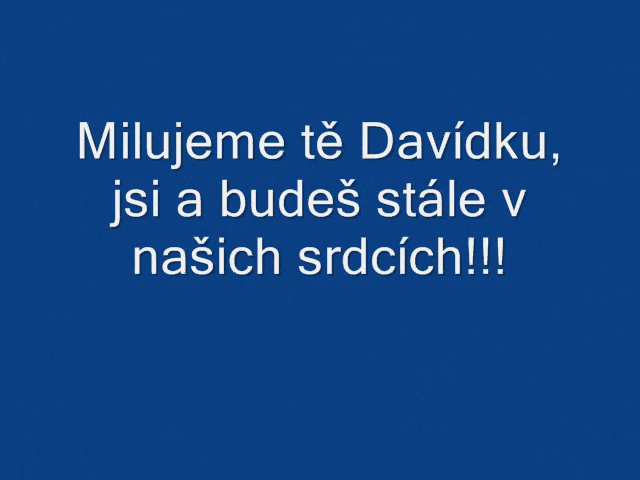 Milujeme tě Davídku,
jsi a budeš stále v
našich srdcích!!!